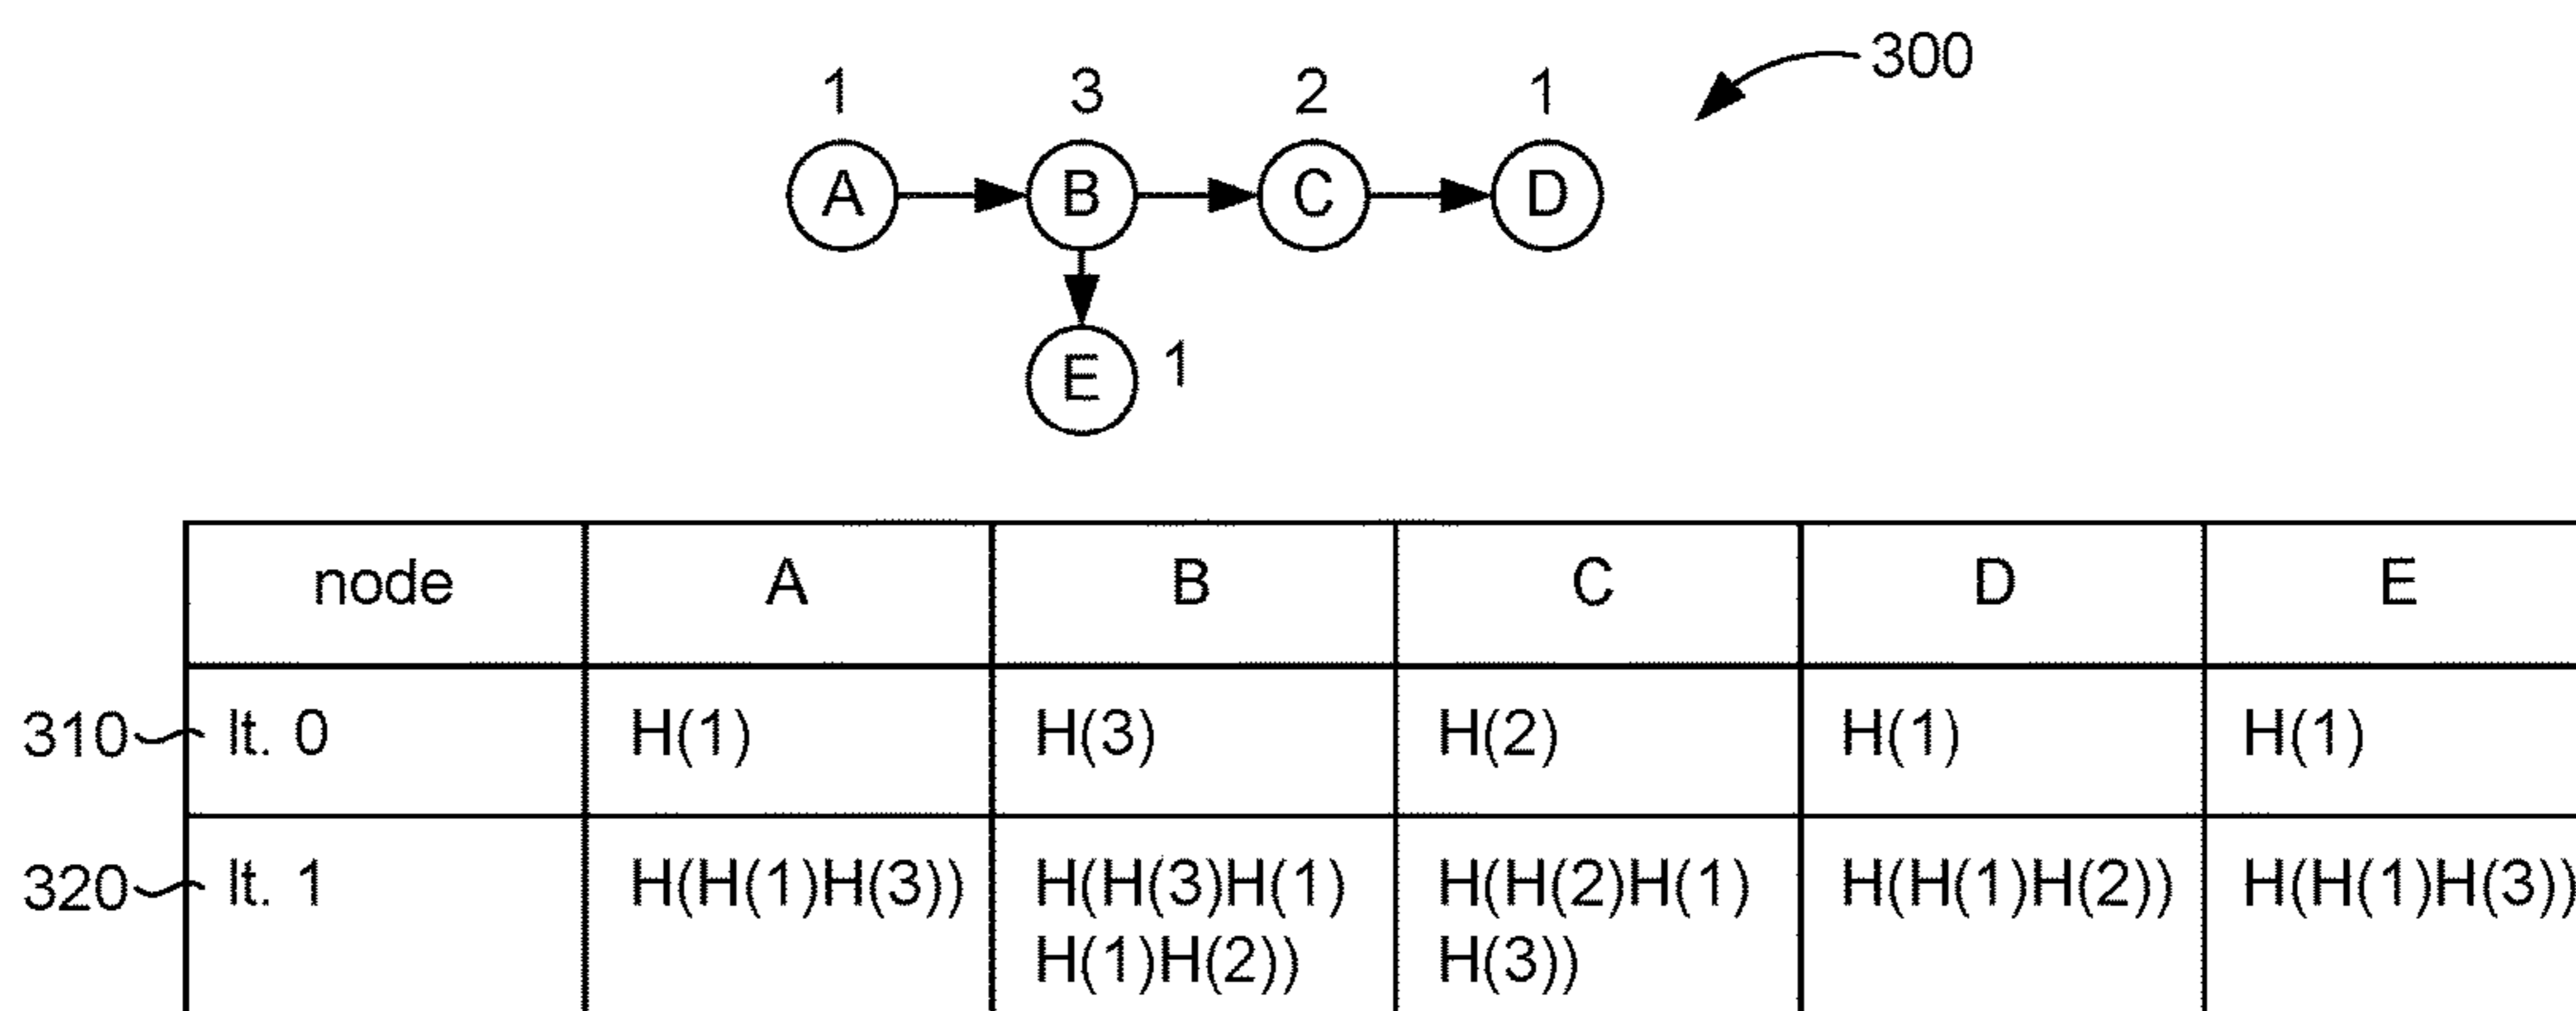 300
1 3 2 1
A B C D
E 1
node A B C D E
310 It. 0 H(1) H(3) H(2) H(1) H(1)
320 It. 1 H(H(1)H(3)) H(H(3)H(1) H(H(2)H(1) H(H(1)H(2)) H(H(1)H(3))
H(1)H(2)) H(3))